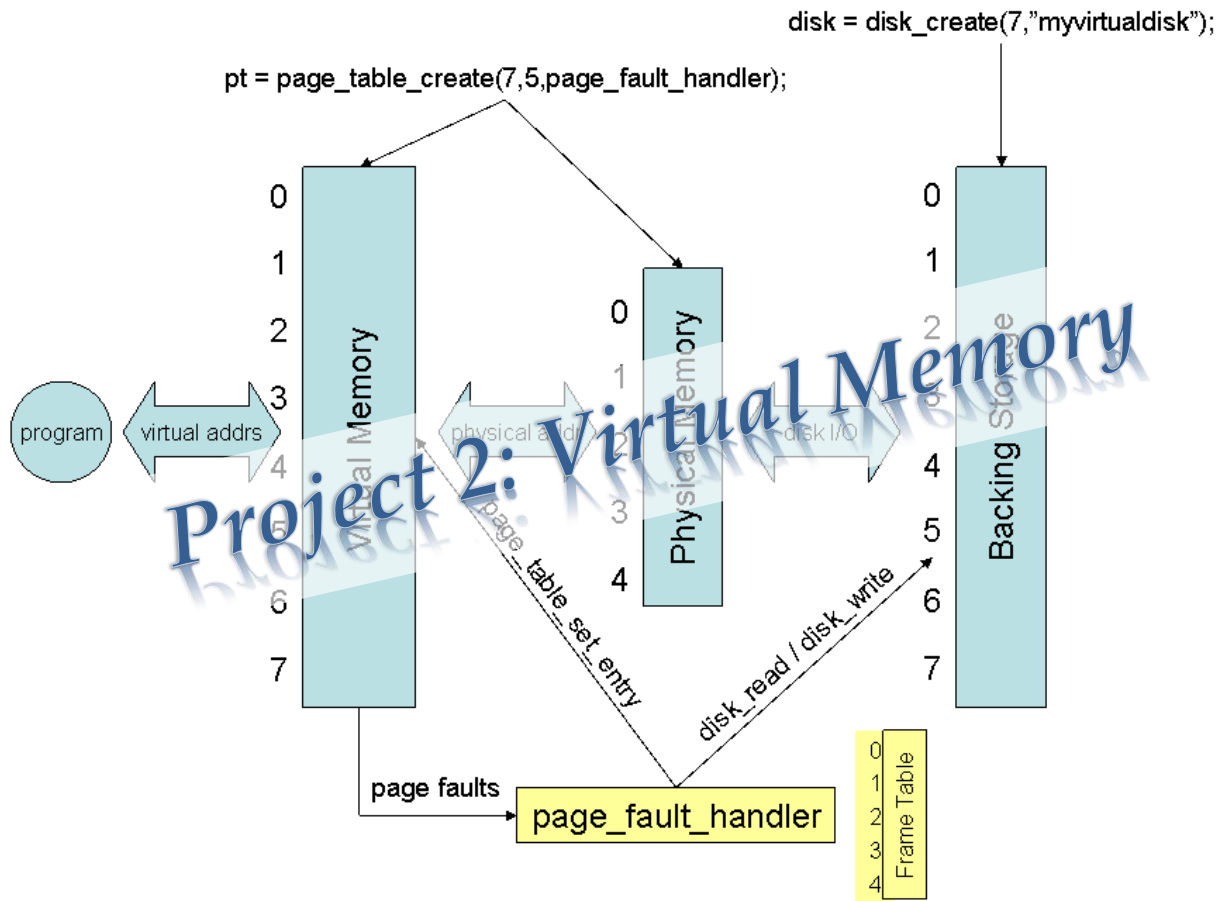 disk = disk_create(7,”myvirtualdisk”);
pt = page_table_create(7,5,page_fault_handler);
0
1
2
3
4
5
6
7
Virtual Memory
0
1
2
3
4
Physical Memory
0
1
2
3
4
5
6
7
Backing Storage
program
virtual addrs
physical addr
disk I/O
Project 2: Virtual Memory
page_table_set_entry
disk_read / disk_write
page faults
page_fault_handler
0
1
2
3
4
Frame Table